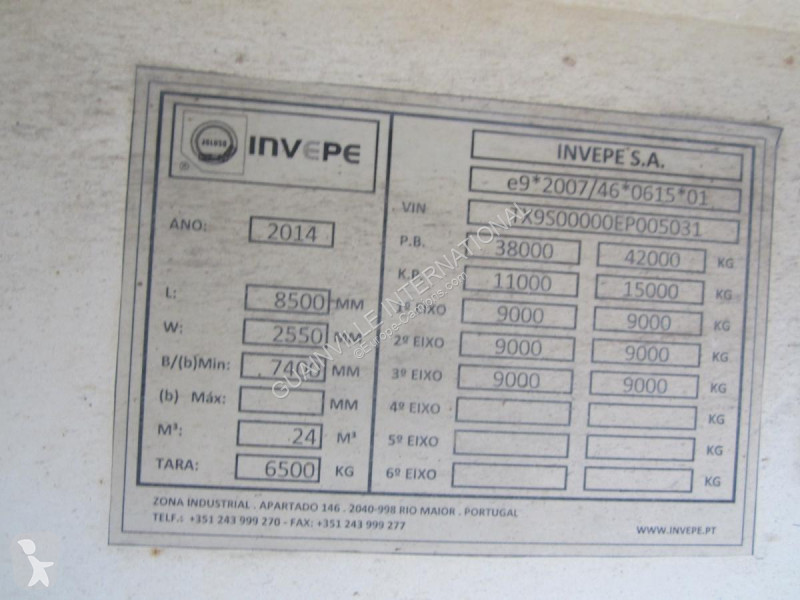 INVEPE
®
ANO: 2014
L: 8500 MM
W: 2550 MM
B/(b)Min: 7400 MM
(b) Máx: MM
M³: 24 M³
TARA: 6500 KG
INVEPE S.A.
e9*2007/46*0615*01
VIN TX9S00000EP005031
P.B. 38000 42000 KG
K.P. 11000 15000 KG
1º EIXO 9000 9000 KG
2º EIXO 9000 9000 KG
3º EIXO 9000 9000 KG
4º EIXO KG
5º EIXO KG
6º EIXO KG
ZONA INDUSTRIAL . APARTADO 146 . 2040-998 RIO MAIOR . PORTUGAL
TELF.: +351 243 999 270 - FAX: +351 243 999 277
WWW.INVEPE.PT
GUAINVILLE INTERNATIONAL